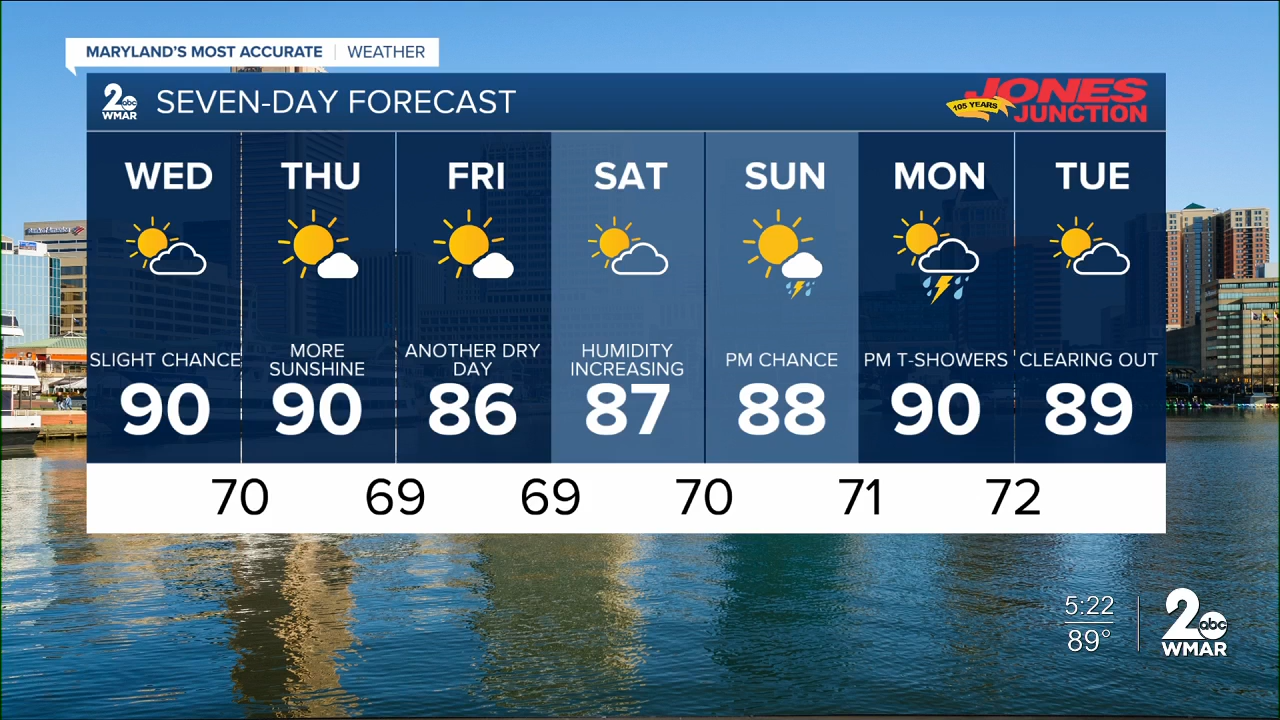 MARYLAND'S MOST ACCURATE | WEATHER
2 abc WMAR
SEVEN-DAY FORECAST
105 YEARS
JONES
JUNCTION
WED THU FRI SAT SUN MON TUE
SLIGHT CHANCE
MORE
SUNSHINE
ANOTHER DRY
DAY
HUMIDITY
INCREASING
PM CHANCE
PM T-SHOWERS
CLEARING OUT
90 90 86 87 88 90 89
70 69 69 70 71 72
5:22
89°
2 abc
WMAR